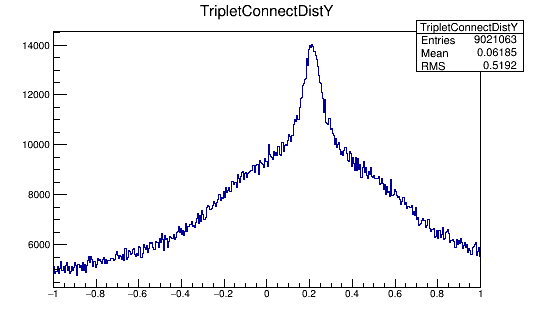 TripletConnectDistY
TripletConnectDistY
Entries 9021063
Mean 0.06185
RMS 0.5192
14000
12000
10000
8000
6000
−1 −0.8 −0.6 −0.4 −0.2 0 0.2 0.4 0.6 0.8 1